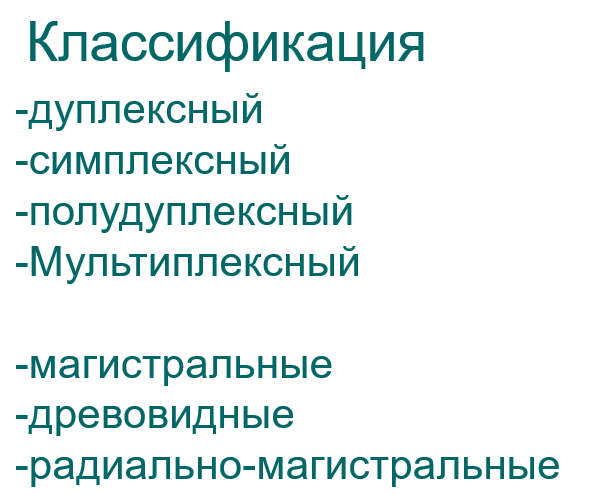 Классификация
-дуплексный
-симплексный
-полудуплексный
-Мультиплексный
-магистральные
-древовидные
-радиально-магистральные